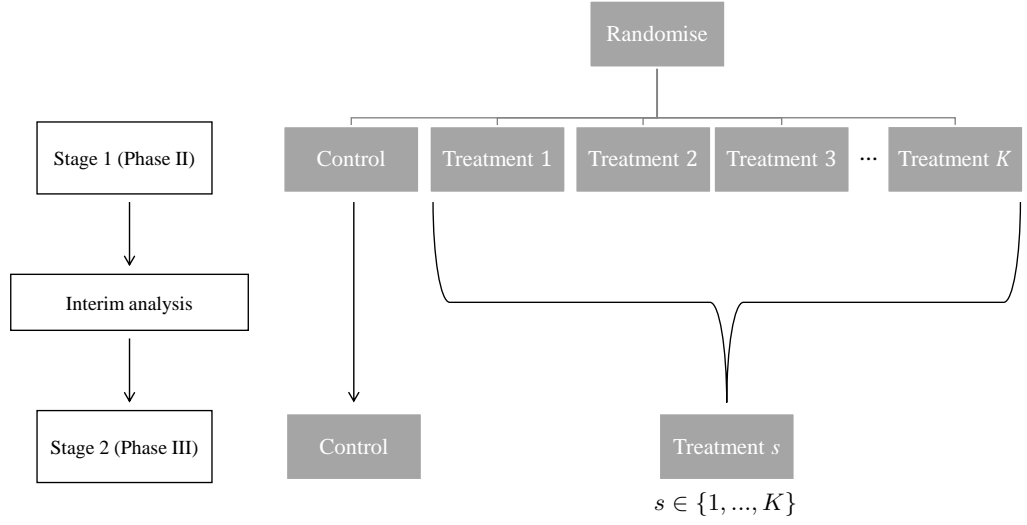 Randomise
Stage 1 (Phase II)
Control
Treatment 1
Treatment 2
Treatment 3
...
Treatment K
Interim analysis
Stage 2 (Phase III)
Control
Treatment s
s ∈ {1, ..., K}